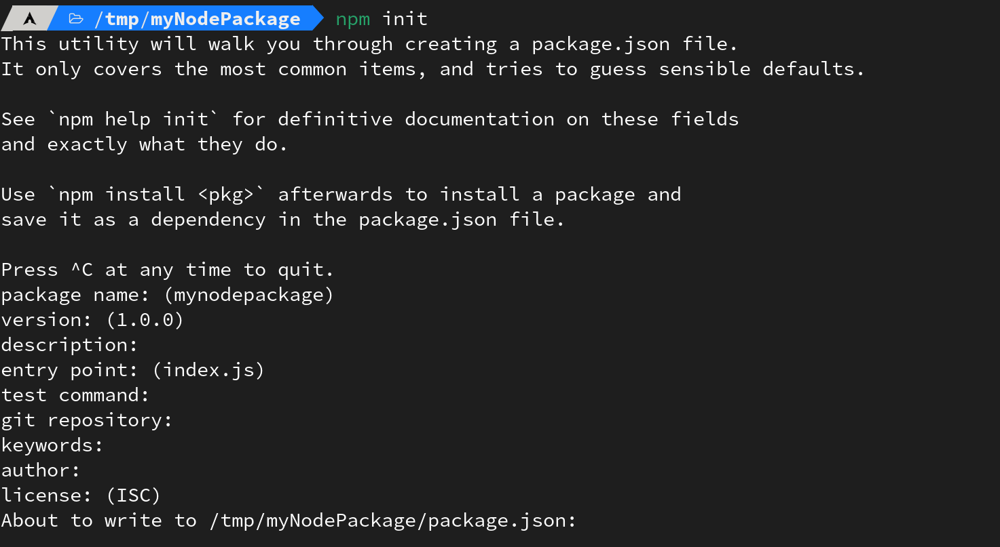 /tmp/myNodePackage npm init
This utility will walk you through creating a package.json file.
It only covers the most common items, and tries to guess sensible defaults.

See `npm help init` for definitive documentation on these fields
and exactly what they do.

Use `npm install <pkg>` afterwards to install a package and
save it as a dependency in the package.json file.

Press ^C at any time to quit.
package name: (mynodepackage)
version: (1.0.0)
description:
entry point: (index.js)
test command:
git repository:
keywords:
author:
license: (ISC)
About to write to /tmp/myNodePackage/package.json: